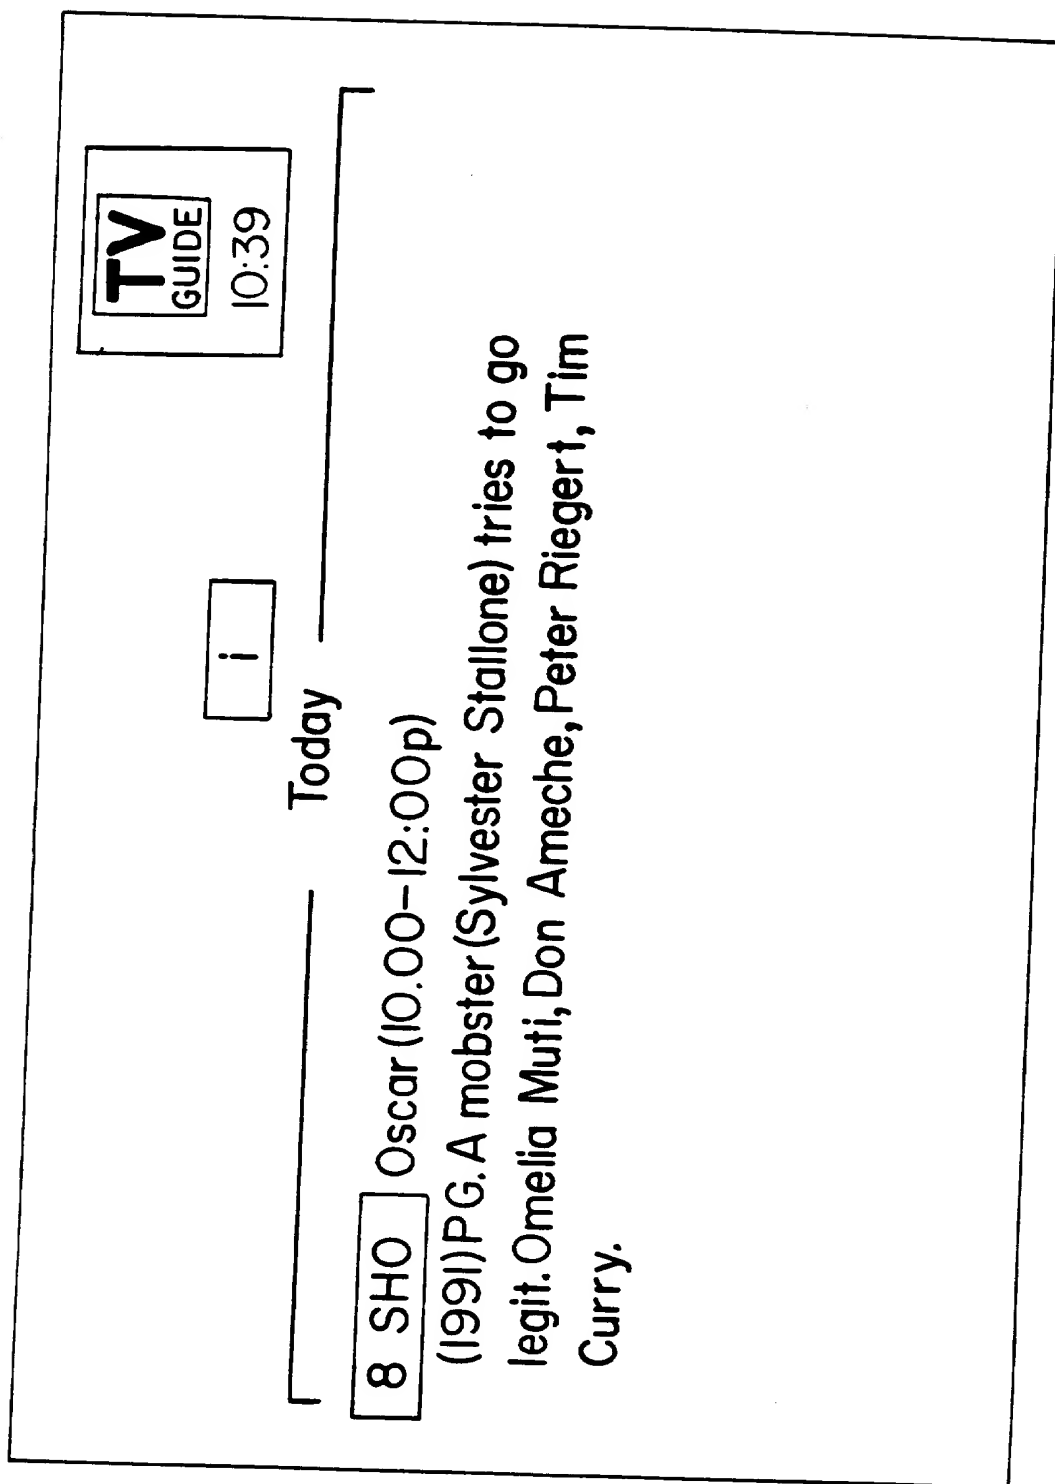 TV
GUIDE
10:39
i
Today
8 SHO Oscar (10.00-12:00p)
(1991) PG. A mobster (Sylvester Stallone) tries to go
legit. Omelia Muti, Don Ameche, Peter Riegert, Tim
Curry.